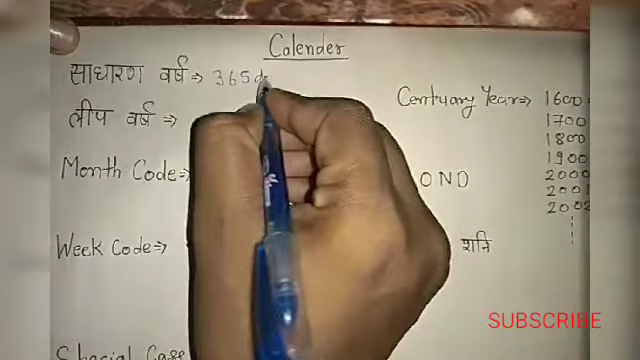 Calender
साधारण वर्ष ⇒ 365d
लीप वर्ष ⇒
Month Code ⇒
OND
Week Code ⇒
शनि
Special Case
Centuary Year ⇒ 1600
1700
1800
1900
2000
2001
2002
SUBSCRIBE